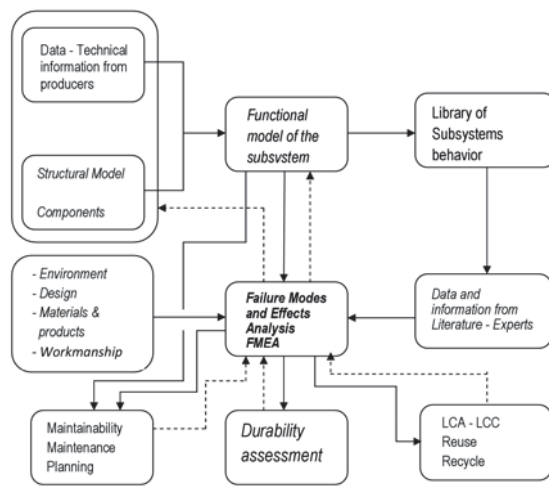 Data - Technical
information from
producers
Functional
model of the
subsystem
Library of
Subsystems
behavior
Structural Model
Components
- Environment
- Design
- Materials &
products
- Workmanship
Failure Modes
and Effects
Analysis
FMEA
Data and
information from
Literature - Experts
Maintainability
Maintenance
Planning
Durability
assessment
LCA - LCC
Reuse
Recycle